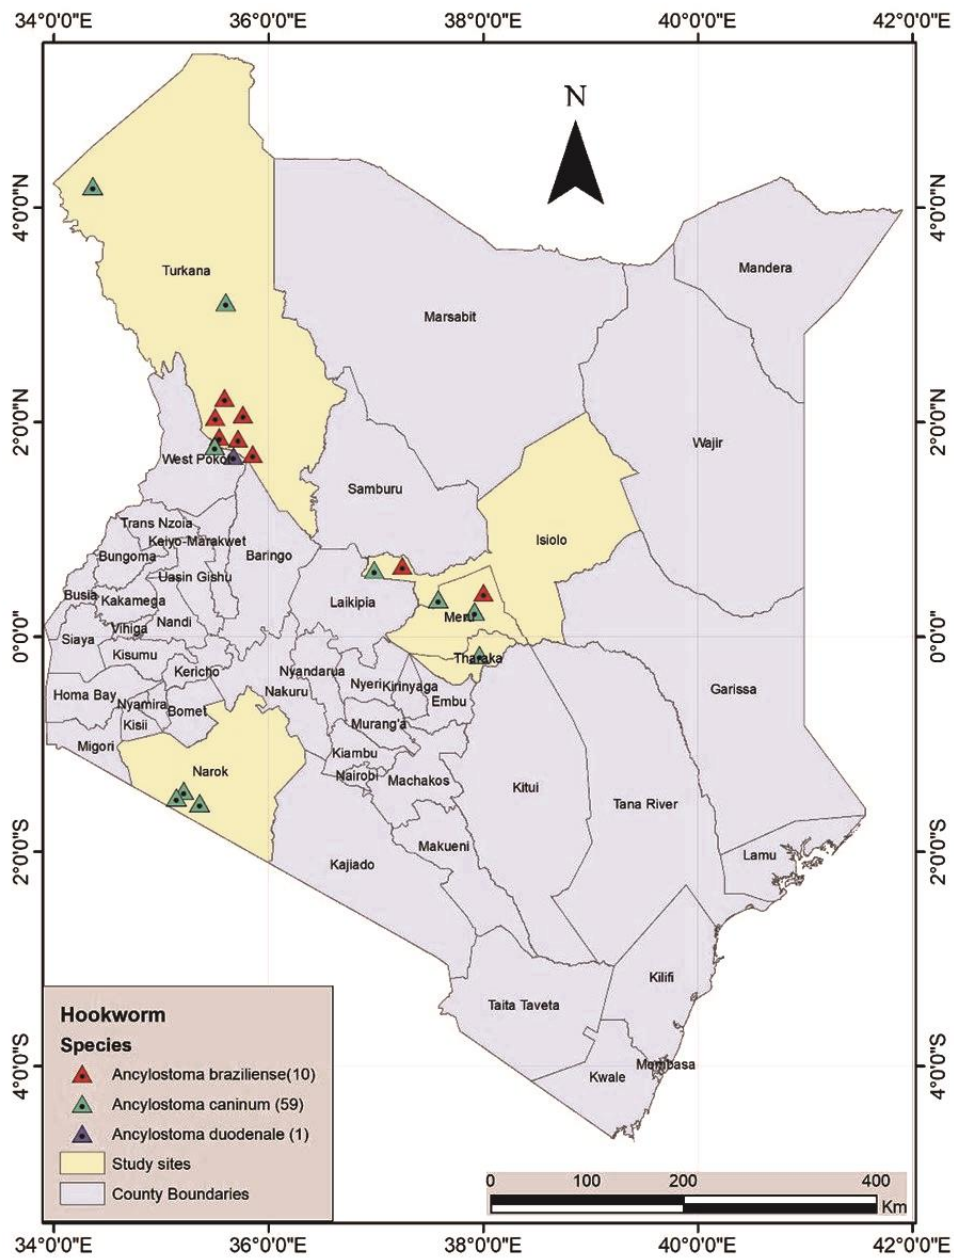 34°0'0"E 36°0'0"E 38°0'0"E 40°0'0"E 42°0'0"E
N
4°0'0"N 4°0'0"N
Mandera
Turkana
Marsabit
2°0'0"N 2°0'0"N
Wajir
West Poko
Samburu
Trans Nzoia
Isiolo
Keiyo-Marakwet
Bungoma
Baringo
Uasin Gishu
Busia
Kakamega
Laikipia
Meru
Nandi
Vihiga
Siaya
0°0'0" 0°0'0"
Kisumu
Tharaka
Kericho
Nyandarua
Nyeri
Kirinyaga
Garissa
Homa Bay
Nakuru
Nyamira
Embu
Bomet
Kisii
Murang'a
Migori
Kiambu
Narok
Nairobi
Machakos
Kitui
Tana River
Makueni
2°0'0"S 2°0'0"S
Lamu
Kajiado
Kilifi
Taita Taveta
Mombasa
4°0'0"S 4°0'0"S
Kwale
Hookworm
Species
Ancylostoma braziliense(10)
Ancylostoma caninum (59)
Ancylostoma duodenale (1)
Study sites
County Boundaries
0 100 200 400
Km
34°0'0"E 36°0'0"E 38°0'0"E 40°0'0"E 42°0'0"E